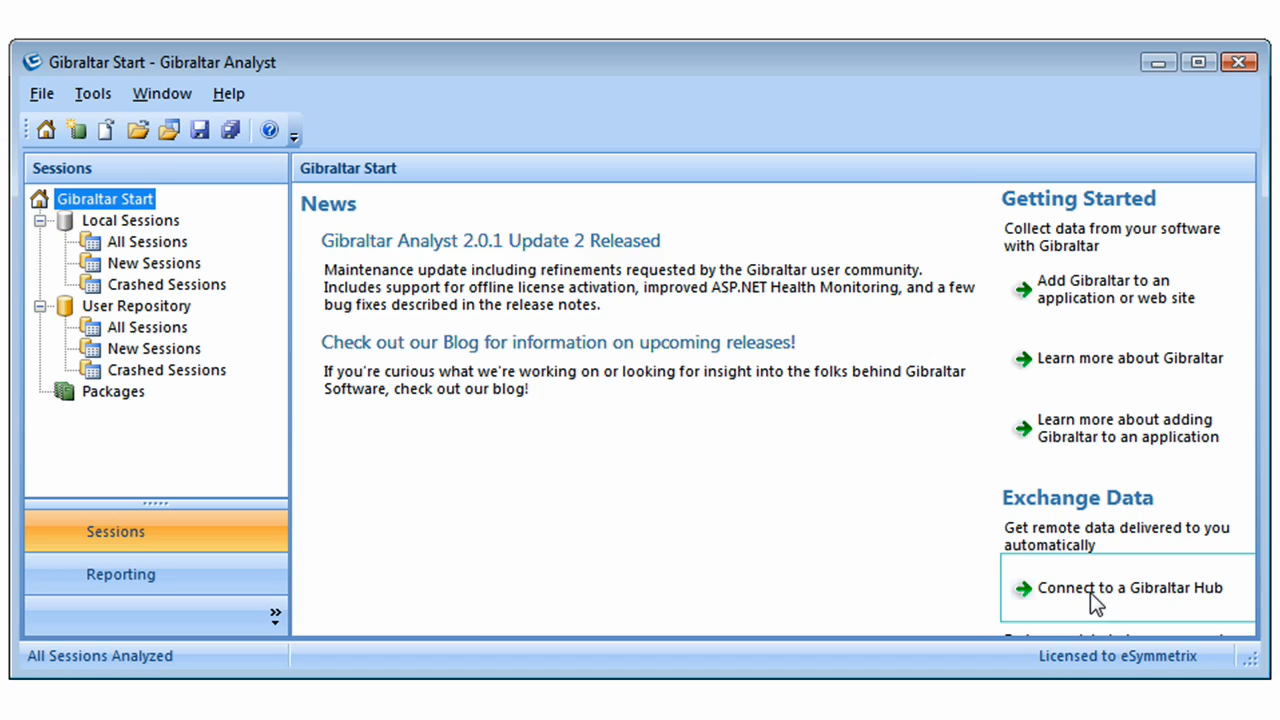 Gibraltar Start - Gibraltar Analyst
File Tools Window Help
Sessions
Gibraltar Start
Local Sessions
All Sessions
New Sessions
Crashed Sessions
User Repository
All Sessions
New Sessions
Crashed Sessions
Packages
Sessions
Reporting
Gibraltar Start
News
Gibraltar Analyst 2.0.1 Update 2 Released
Maintenance update including refinements requested by the Gibraltar user community.
Includes support for offline license activation, improved ASP.NET Health Monitoring, and a few
bug fixes described in the release notes.
Check out our Blog for information on upcoming releases!
If you're curious what we're working on or looking for insight into the folks behind Gibraltar
Software, check out our blog!
Getting Started
Collect data from your software
with Gibraltar
Add Gibraltar to an
application or web site
Learn more about Gibraltar
Learn more about adding
Gibraltar to an application
Exchange Data
Get remote data delivered to you
automatically
Connect to a Gibraltar Hub
All Sessions Analyzed
Licensed to eSymmetrix